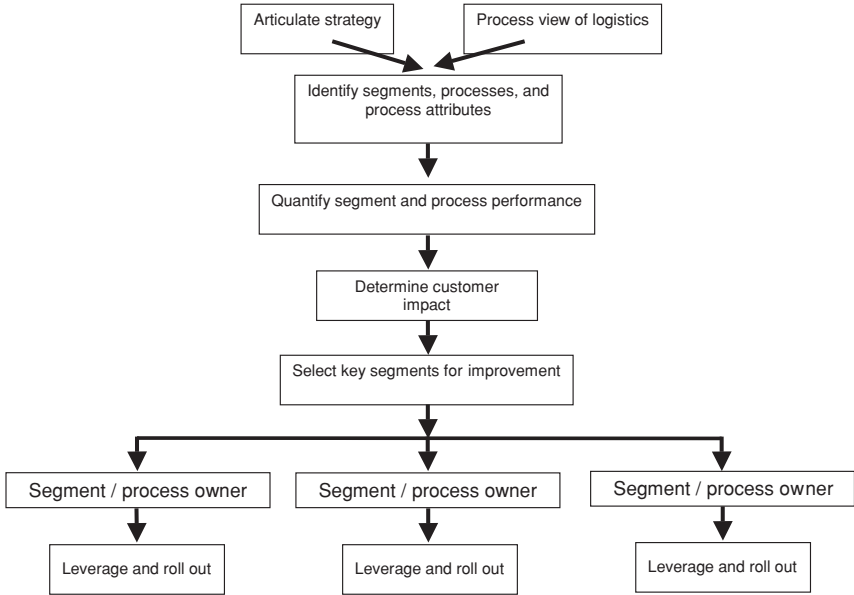 Articulate strategy
Process view of logistics
Identify segments, processes, and
process attributes
Quantify segment and process performance
Determine customer
impact
Select key segments for improvement
Segment / process owner
Segment / process owner
Segment / process owner
Leverage and roll out
Leverage and roll out
Leverage and roll out